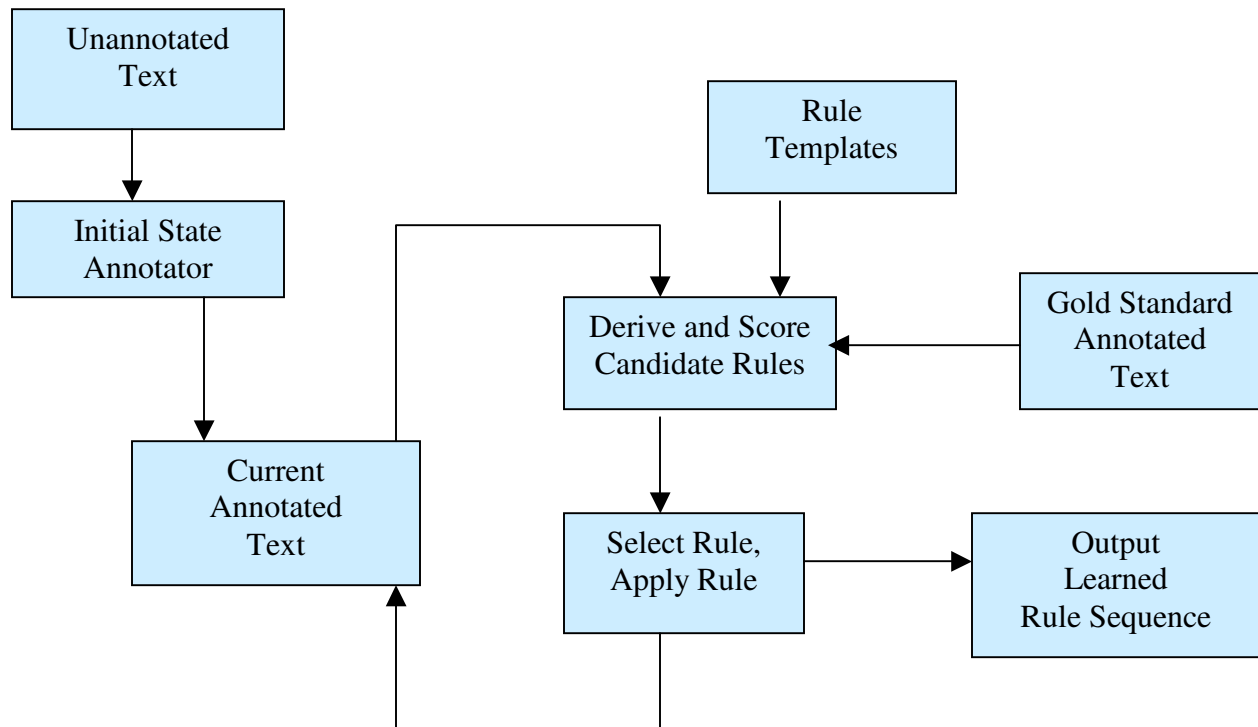 Unannotated
Text
Rule
Templates
Initial State
Annotator
Derive and Score
Candidate Rules
Gold Standard
Annotated
Text
Current
Annotated
Text
Select Rule,
Apply Rule
Output
Learned
Rule Sequence